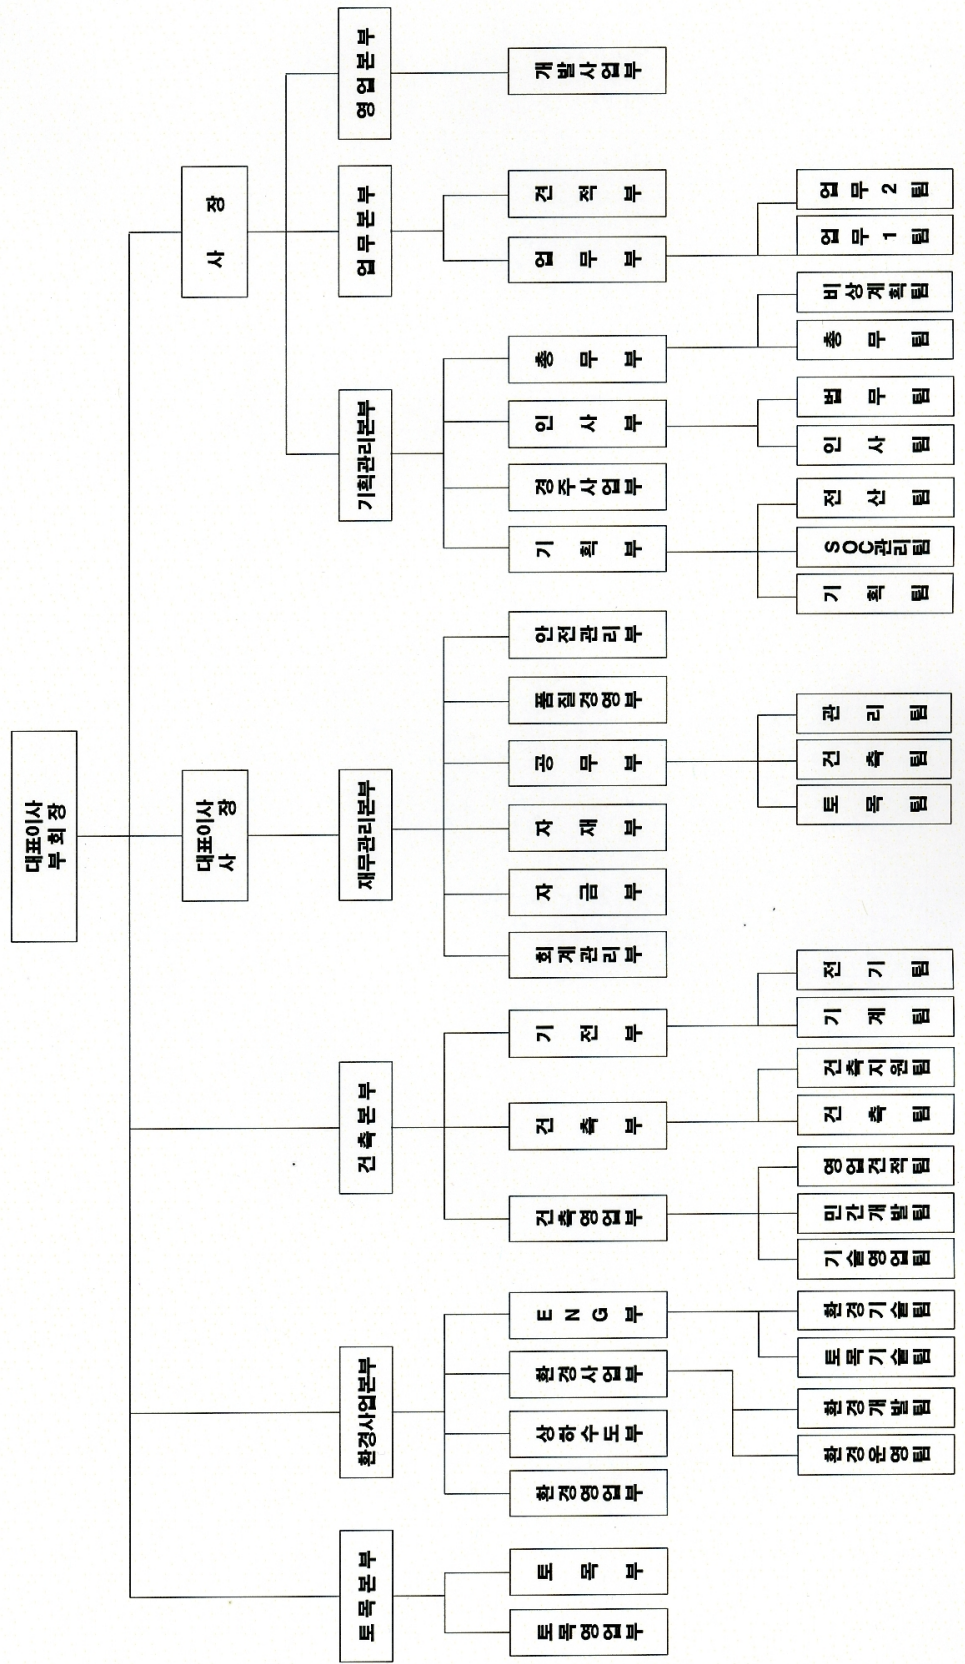 대표이사
부회장
대표이사
사 장
사 장
토목본부
환경사업본부
건축본부
재무관리본부
기획관리본부
업무본부
영업본부
토목영업부
토목부
환경영업부
상하수도부
환경사업부
ENG부
건축영업부
건축부
기전부
회계관리부
자금부
자재부
공무부
품질경영부
안전관리부
기획부
경주사업부
인사부
총무부
업무부
견적부
개발사업부
환경운영팀
환경개발팀
토목기술팀
환경기술팀
기술영업팀
민간개발팀
영업견적팀
건축팀
건축지원팀
기계팀
전기팀
토목팀
건축팀
관리팀
기획팀
SOC관리팀
전산팀
인사팀
법무팀
총무팀
비상계획팀
업무1팀
업무2팀